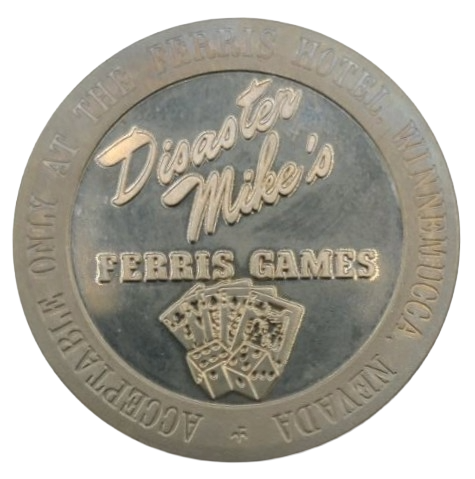 ACCEPTABLE ONLY AT THE FERRIS HOTEL, WINNEMUCCA, NEVADA
Disaster
Mike's
FERRIS GAMES